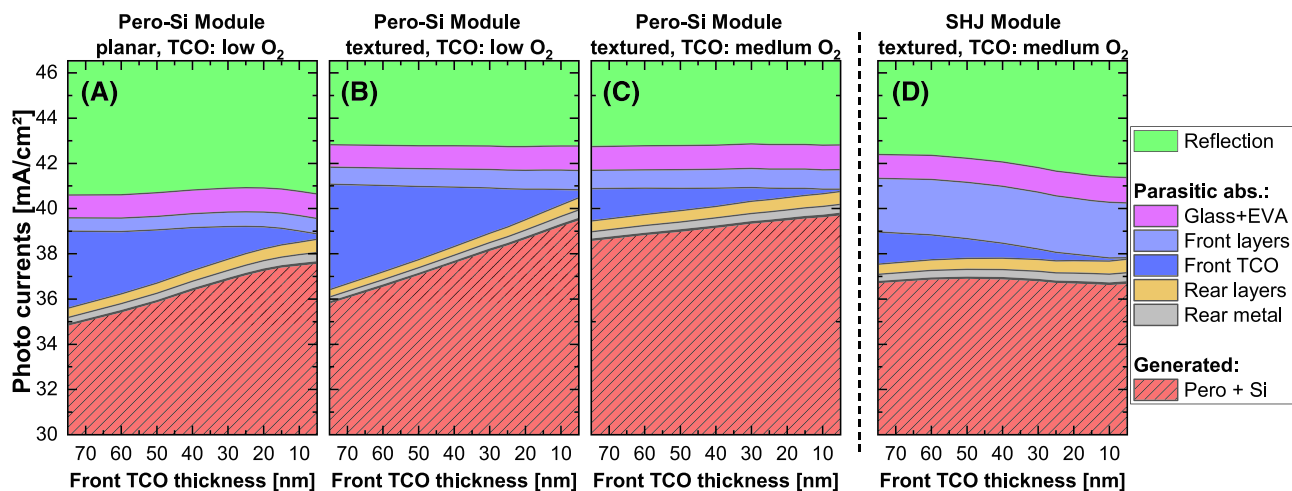 Pero-Si Module
planar, TCO: low O₂
Pero-Si Module
textured, TCO: low O₂
Pero-Si Module
textured, TCO: medIum O₂
SHJ Module
textured, TCO: medIum O₂
Photo currents [mA/cm²]
46
44
42
40
38
36
34
32
30
(A)
(B)
(C)
(D)
70 60 50 40 30 20 10
70 60 50 40 30 20 10
70 60 50 40 30 20 10
70 60 50 40 30 20 10
Front TCO thickness [nm]
Front TCO thickness [nm]
Front TCO thickness [nm]
Front TCO thickness [nm]
Reflection
Parasitic abs.:
Glass+EVA
Front layers
Front TCO
Rear layers
Rear metal
Generated:
Pero + Si